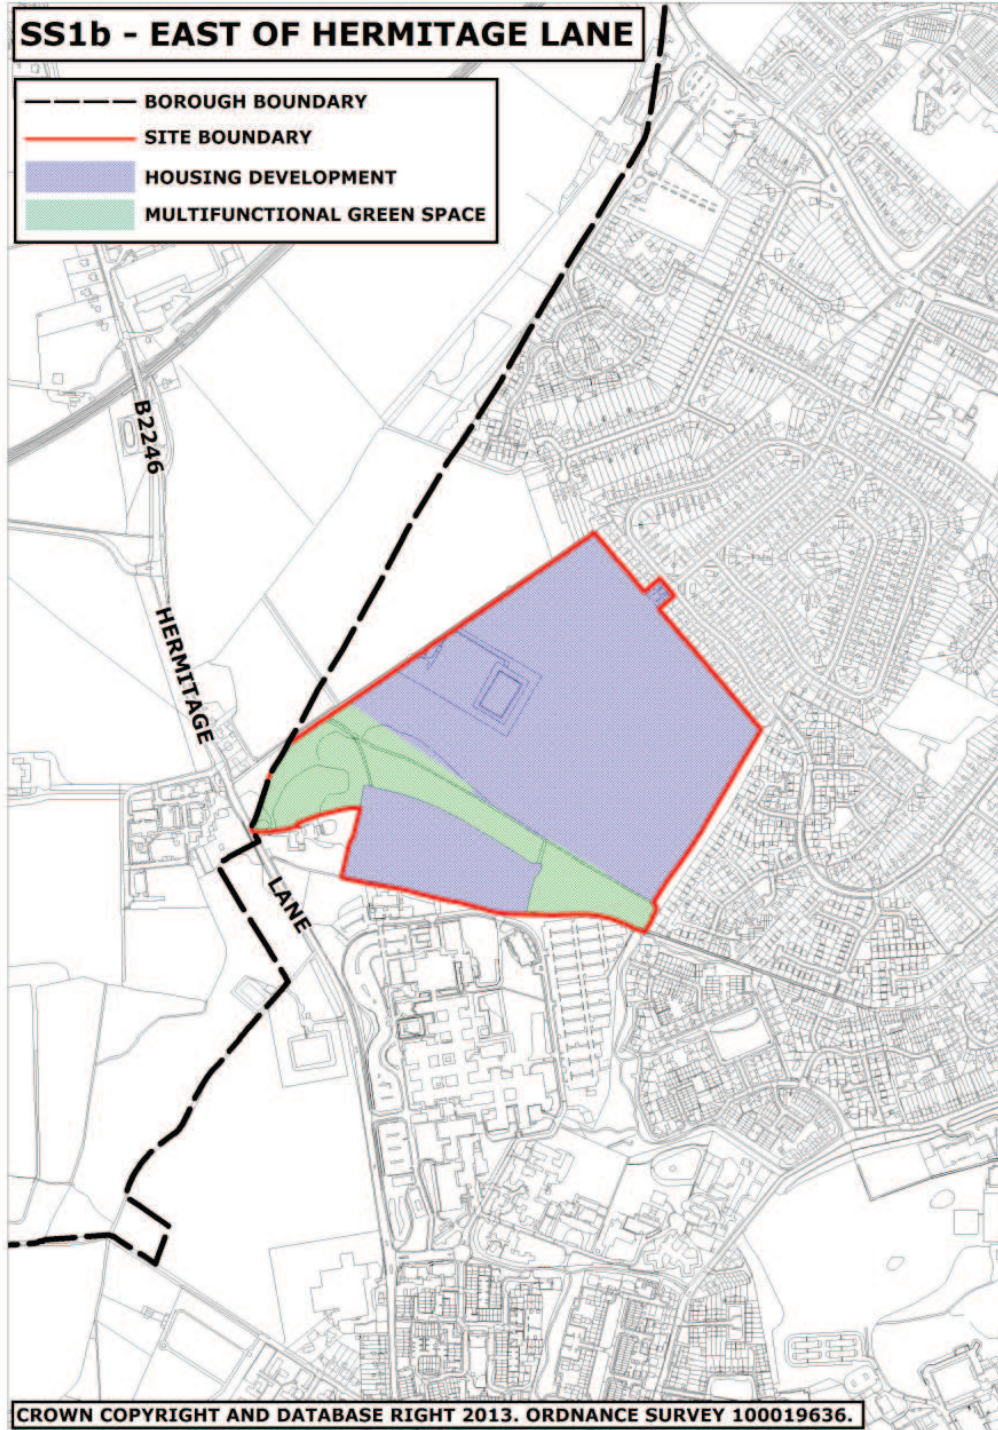 SS1b - EAST OF HERMITAGE LANE
BOROUGH BOUNDARY
SITE BOUNDARY
HOUSING DEVELOPMENT
MULTIFUNCTIONAL GREEN SPACE
B2246
HERMITAGE
LANE
CROWN COPYRIGHT AND DATABASE RIGHT 2013. ORDNANCE SURVEY 100019636.